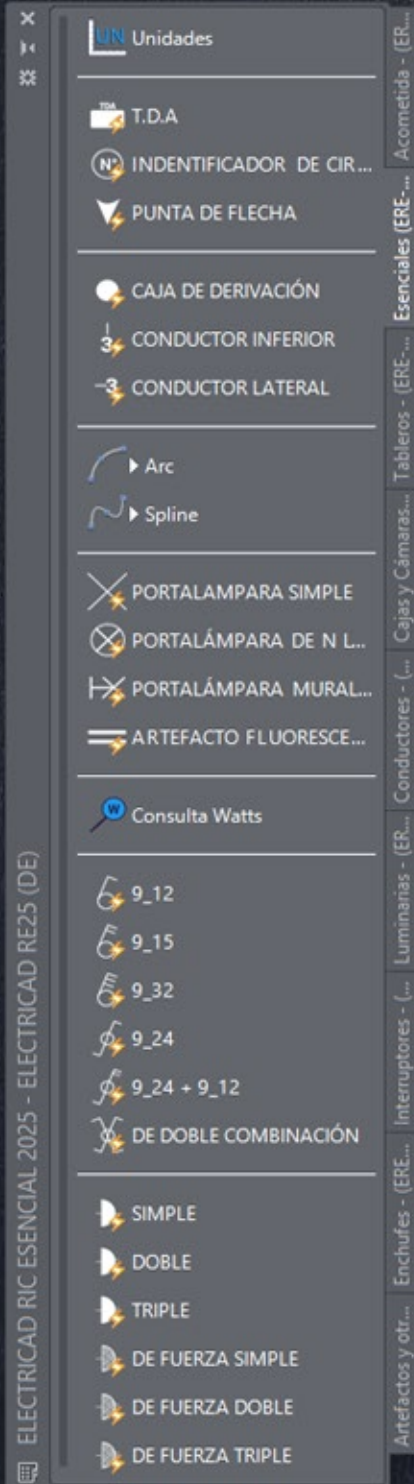 UN Unidades
TDA T.D.A
N° INDENTIFICADOR DE CIR...
PUNTA DE FLECHA
CAJA DE DERIVACIÓN
3 CONDUCTOR INFERIOR
3 CONDUCTOR LATERAL
Arc
Spline
PORTALAMPARA SIMPLE
PORTALÁMPARA DE N L...
PORTALÁMPARA MURAL...
ARTEFACTO FLUORESCE...
W Consulta Watts
9_12
9_15
9_32
9_24
9_24 + 9_12
DE DOBLE COMBINACIÓN
SIMPLE
DOBLE
TRIPLE
DE FUERZA SIMPLE
DE FUERZA DOBLE
DE FUERZA TRIPLE
Acometida - (ER...
Esenciales (ERE-...
Tableros - (ERE-...
Cajas y Cámaras...
Conductores - (...
Luminarias - (ER...
Interruptores - (...
Enchufes - (ERE...
Artefactos y otr...
ELECTRICAD RIC ESENCIAL 2025 - ELECTRICAD RE25 (DE)